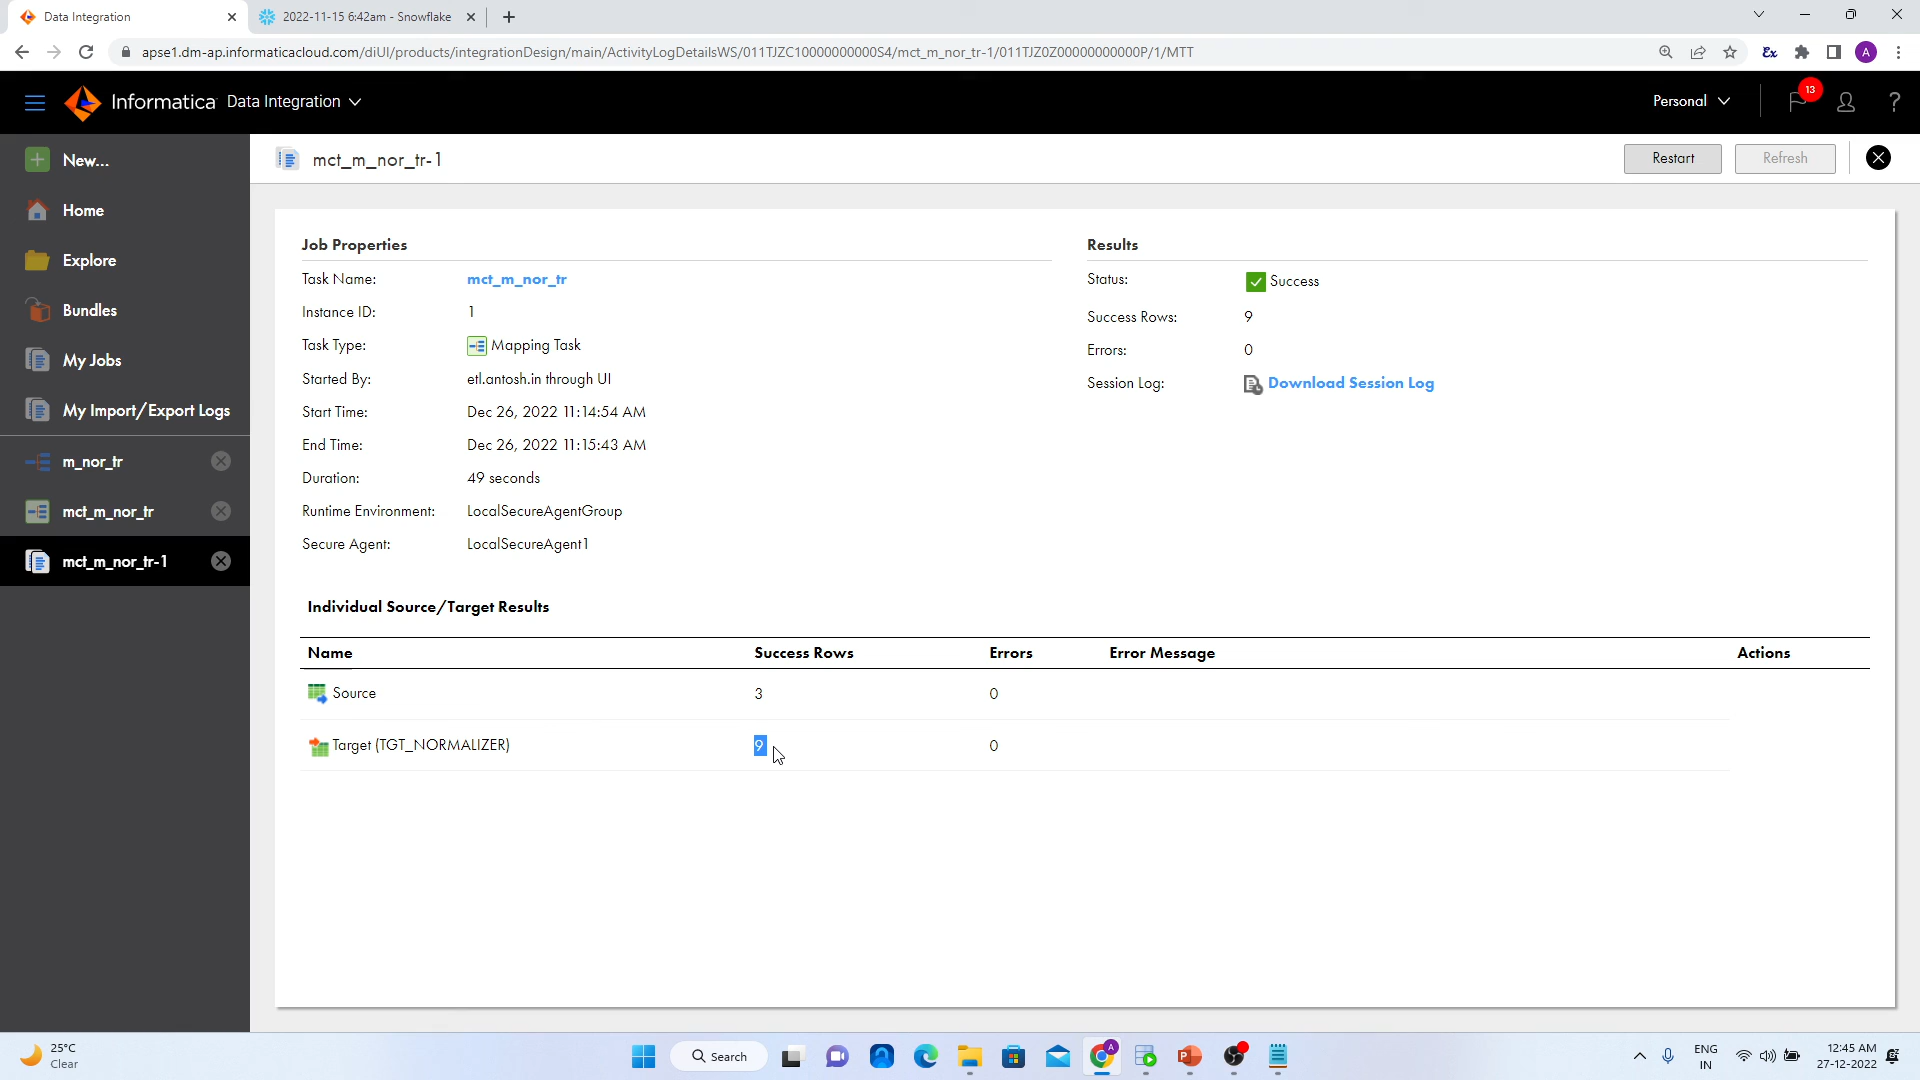 Data Integration
2022-11-15 6:42am - Snowflake
apse1.dm-ap.informaticacloud.com/diUI/products/integrationDesign/main/ActivityLogDetailsWS/011TJZC10000000000S4/mct_m_nor_tr-1/011TJZ0Z00000000000P/1/MTT
Ex
A
Informatica Data Integration
Personal
13
?
New...
Home
Explore
Bundles
My Jobs
My Import/Export Logs
m_nor_tr
mct_m_nor_tr
mct_m_nor_tr-1
mct_m_nor_tr-1
Restart
Refresh
Job Properties
Task Name: mct_m_nor_tr
Instance ID: 1
Task Type: Mapping Task
Started By: etl.antosh.in through UI
Start Time: Dec 26, 2022 11:14:54 AM
End Time: Dec 26, 2022 11:15:43 AM
Duration: 49 seconds
Runtime Environment: LocalSecureAgentGroup
Secure Agent: LocalSecureAgent1
Results
Status: Success
Success Rows: 9
Errors: 0
Session Log: Download Session Log
Individual Source/Target Results
Name Success Rows Errors Error Message Actions
Source 3 0
Target (TGT_NORMALIZER) 9 0
25°C
Clear
Search
A
P
ENG
IN
12:45 AM
27-12-2022